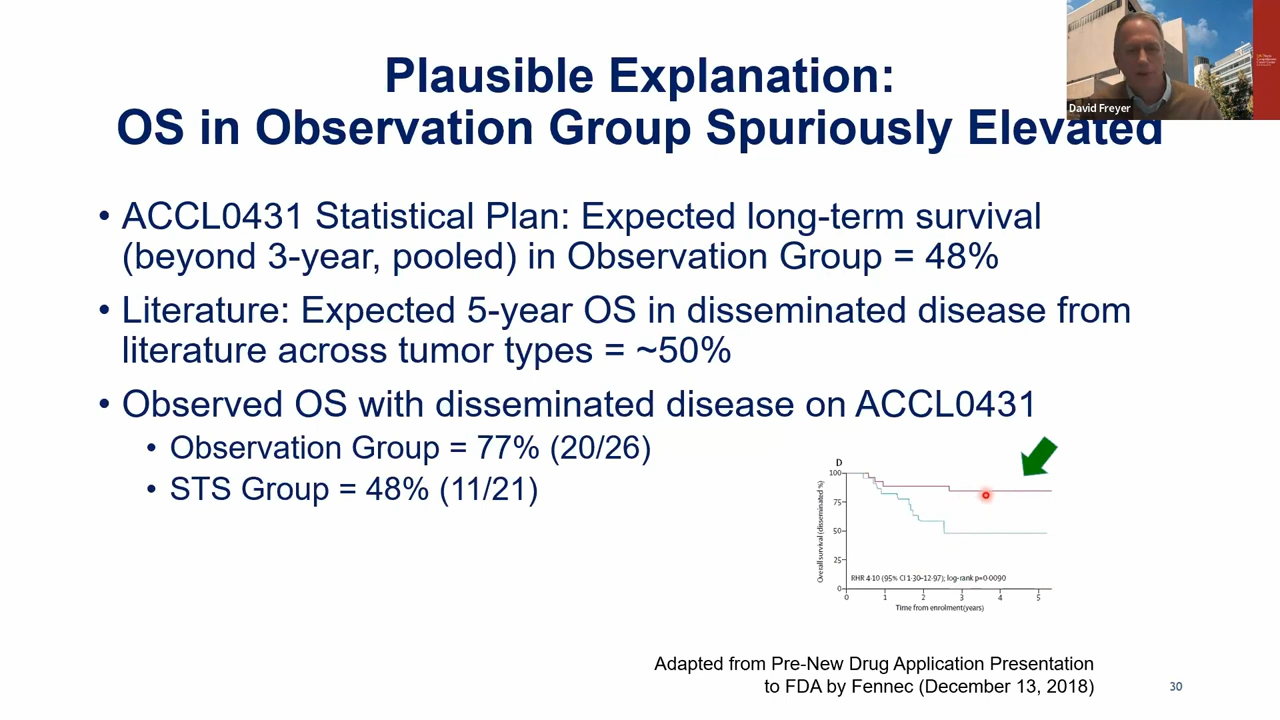 Plausible Explanation:
OS in Observation Group Spuriously Elevated
David Freyer
• ACCL0431 Statistical Plan: Expected long-term survival
(beyond 3-year, pooled) in Observation Group = 48%
• Literature: Expected 5-year OS in disseminated disease from
literature across tumor types = ~50%
• Observed OS with disseminated disease on ACCL0431
• Observation Group = 77% (20/26)
• STS Group = 48% (11/21)
D
Overall survival (disseminated %)
100
75
50
25
0
RHR 4·10 (95% CI 1·30–12·97); log-rank p=0·0090
0 1 2 3 4 5
Time from enrolment(years)
Adapted from Pre-New Drug Application Presentation
to FDA by Fennec (December 13, 2018)
30